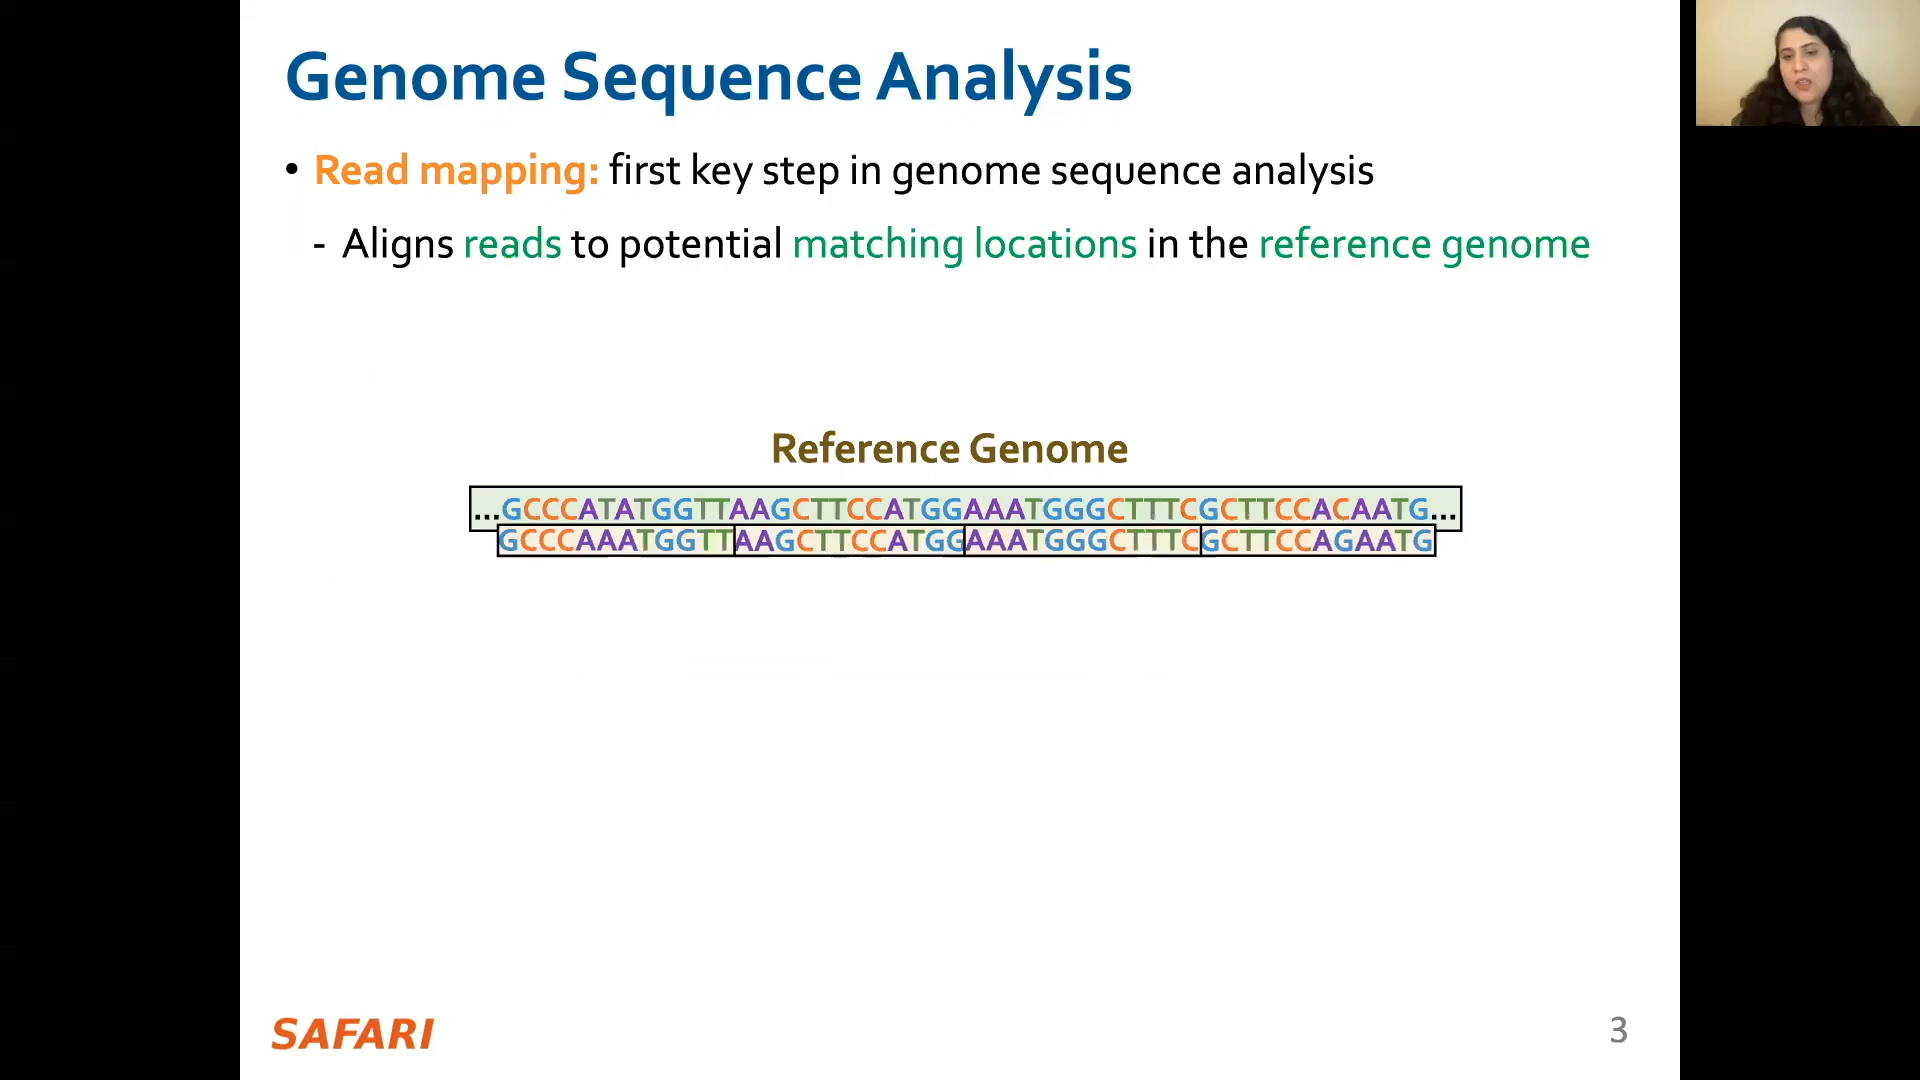 Genome Sequence Analysis
• Read mapping: first key step in genome sequence analysis
- Aligns reads to potential matching locations in the reference genome
Reference Genome
...GCCCATATGGTTAAGCTTCCATGGAAATGGGCTTTCGCTTCCACAATG...
GCCCAAATGGTTAAGCTTCCATGGAAATGGGCTTTCGCTTCCAGAATG
SAFARI
3